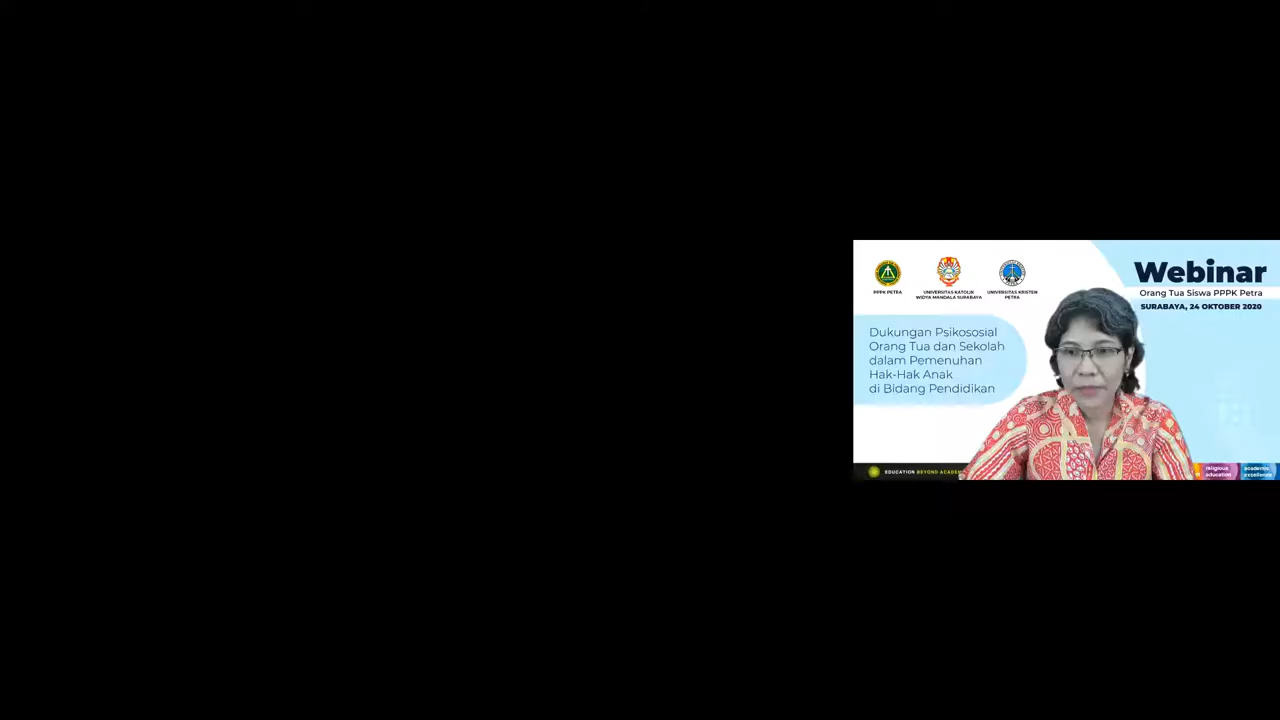 PPPK PETRA
UNIVERSITAS KATOLIK
WIDYA MANDALA SURABAYA
UNIVERSITAS KRISTEN
PETRA
Webinar
Orang Tua Siswa PPPK Petra
SURABAYA, 24 OKTOBER 2020
Dukungan Psikososial
Orang Tua dan Sekolah
dalam Pemenuhan
Hak-Hak Anak
di Bidang Pendidikan
EDUCATION BEYOND ACADEM
religious
education
academic
excellence